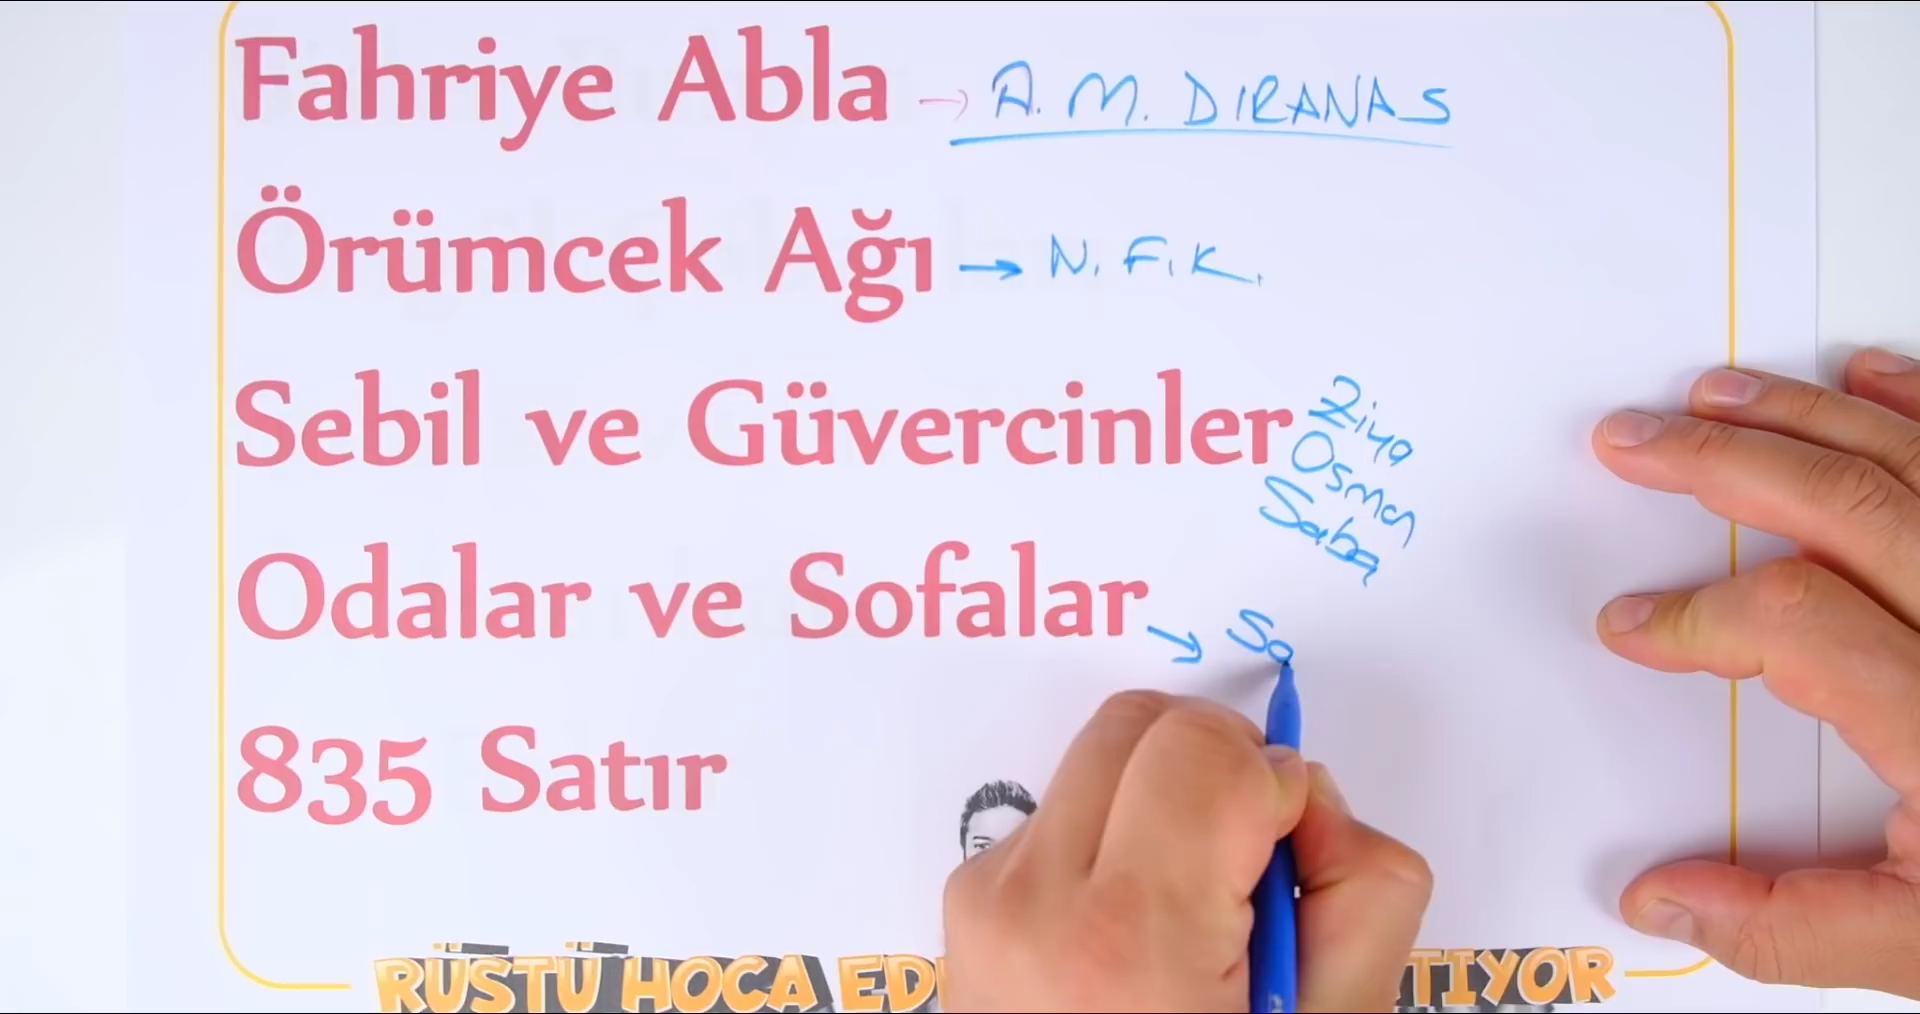 Fahriye Abla → A. M. DIRANAS
Örümcek Ağı → N. F. K.
Sebil ve Güvercinler Ziya
Osman
Saba
Odalar ve Sofalar → Sa
835 Satır
RÜSTÜ HOCA ED TIYOR